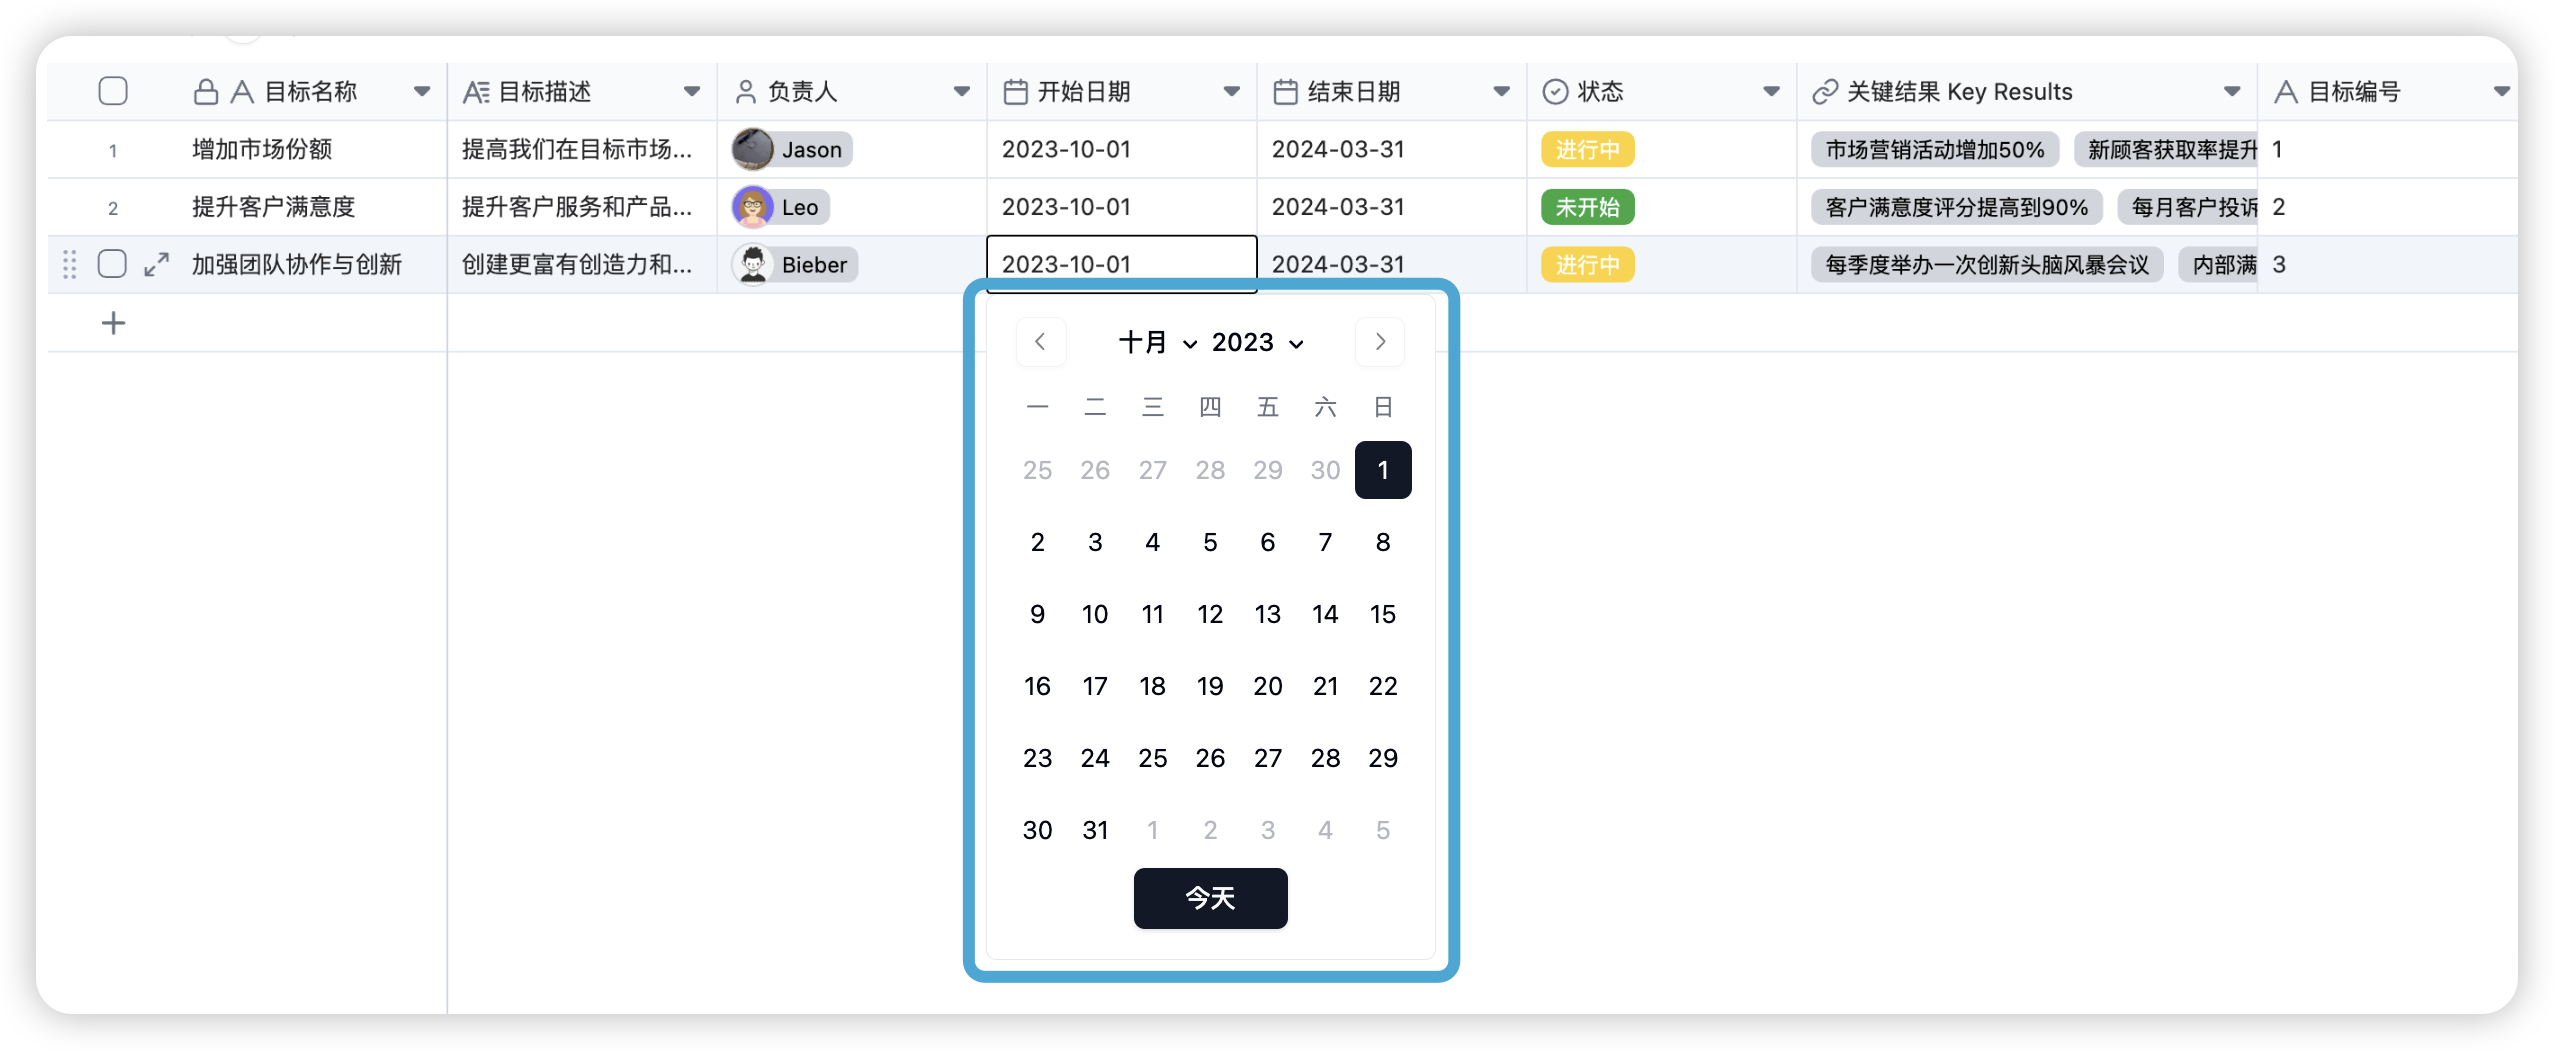 目标名称 目标描述 负责人 开始日期 结束日期 状态 关键结果 Key Results 目标编号
1 增加市场份额 提高我们在目标市场... Jason 2023-10-01 2024-03-31 进行中 市场营销活动增加50% 新顾客获取率提升 1
2 提升客户满意度 提升客户服务和产品... Leo 2023-10-01 2024-03-31 未开始 客户满意度评分提高到90% 每月客户投诉 2
加强团队协作与创新 创建更富有创造力和... Bieber 2023-10-01 2024-03-31 进行中 每季度举办一次创新头脑风暴会议 内部满 3
十月 2023
一 二 三 四 五 六 日
25 26 27 28 29 30 1
2 3 4 5 6 7 8
9 10 11 12 13 14 15
16 17 18 19 20 21 22
23 24 25 26 27 28 29
30 31 1 2 3 4 5
今天